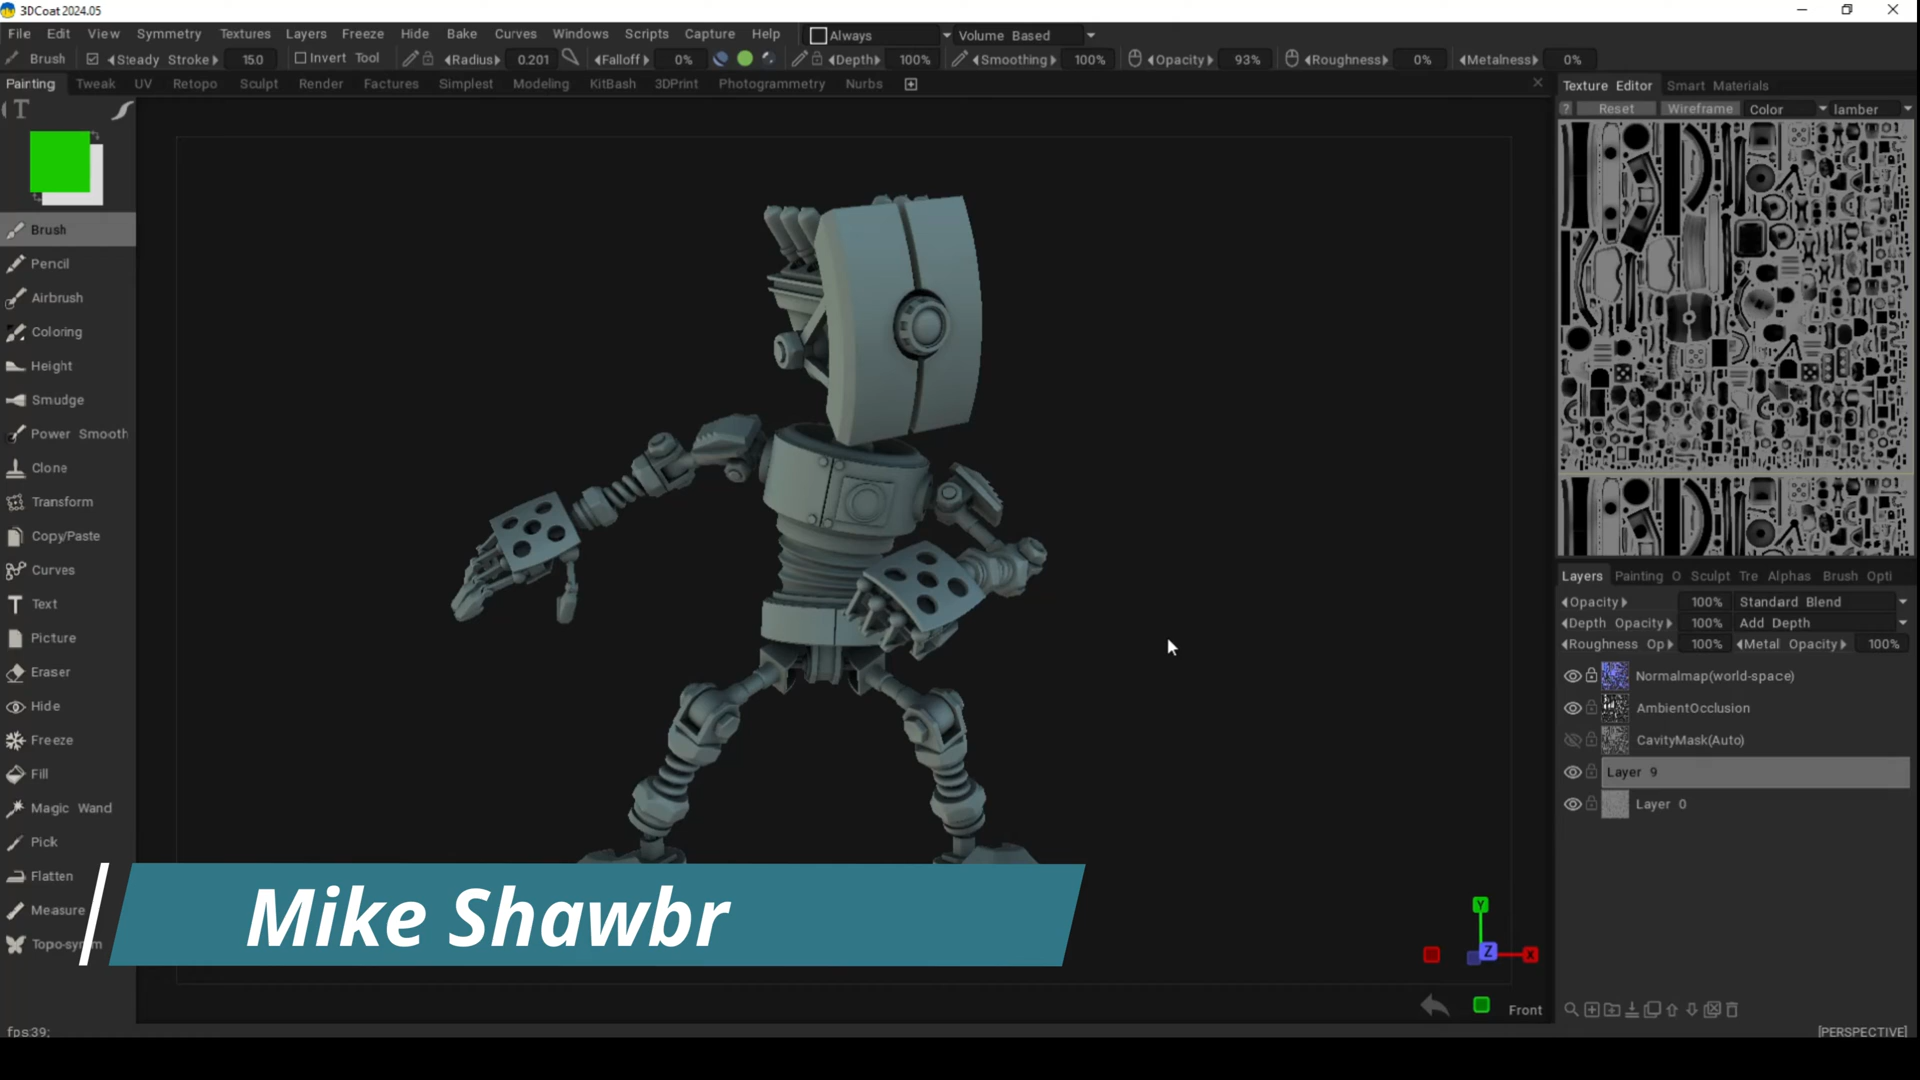 3DCoat 2024.05
File Edit View Symmetry Textures Layers Freeze Hide Bake Curves Windows Scripts Capture Help Always Volume Based
Brush Steady Stroke 15.0 Invert Tool Radius 0.201 Falloff 0% Depth 100% Smoothing 100% Opacity 93% Roughness 0% Metalness 0%
Painting Tweak UV Retopo Sculpt Render Factures Simplest Modeling KitBash 3DPrint Photogrammetry Nurbs
Texture Editor Smart Materials
? Reset Wireframe Color lamber
T
Brush
Pencil
Airbrush
Coloring
Height
Smudge
Power Smooth
Clone
Transform
Copy/Paste
Curves
T Text
Picture
Eraser
Hide
Freeze
Fill
Magic Wand
Pick
Flatten
Measure
Layers Painting O Sculpt Tre Alphas Brush Opti
Opacity 100% Standard Blend
Depth Opacity 100% Add Depth
Roughness Op 100% Metal Opacity 100%
Normalmap(world-space)
AmbientOcclusion
CavityMask(Auto)
Layer 9
Layer 0
Mike Shawbr
Y
Z X
Front
fps:39;
[PERSPECTIVE]